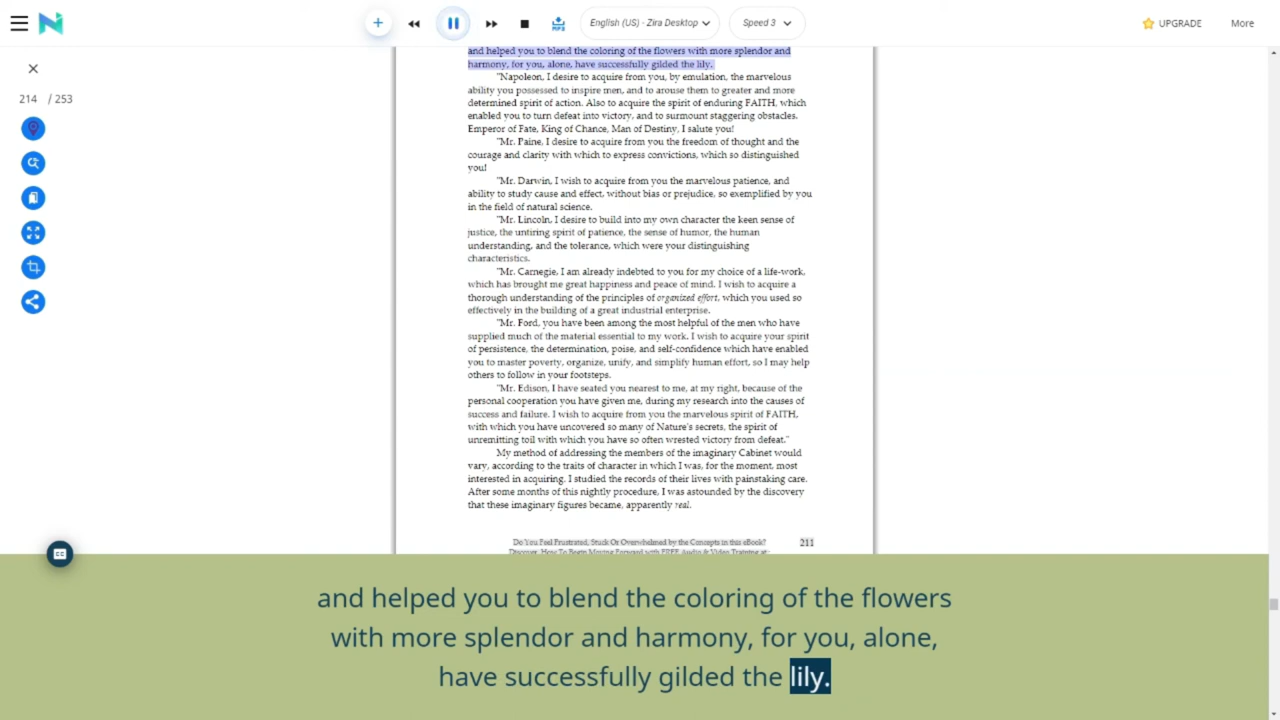 English (US) - Zira Desktop
Speed 3
UPGRADE
More
MP3
214 / 253
and helped you to blend the coloring of the flowers with more splendor and
harmony, for you, alone, have successfully gilded the lily.
"Napoleon, I desire to acquire from you, by emulation, the marvelous
ability you possessed to inspire men, and to arouse them to greater and more
determined spirit of action. Also to acquire the spirit of enduring FAITH, which
enabled you to turn defeat into victory, and to surmount staggering obstacles.
Emperor of Fate, King of Chance, Man of Destiny, I salute you!
"Mr. Paine, I desire to acquire from you the freedom of thought and the
courage and clarity with which to express convictions, which so distinguished
you!
"Mr. Darwin, I wish to acquire from you the marvelous patience, and
ability to study cause and effect, without bias or prejudice, so exemplified by you
in the field of natural science.
"Mr. Lincoln, I desire to build into my own character the keen sense of
justice, the untiring spirit of patience, the sense of humor, the human
understanding, and the tolerance, which were your distinguishing
characteristics.
"Mr. Carnegie, I am already indebted to you for my choice of a life-work,
which has brought me great happiness and peace of mind. I wish to acquire a
thorough understanding of the principles of organized effort, which you used so
effectively in the building of a great industrial enterprise.
"Mr. Ford, you have been among the most helpful of the men who have
supplied much of the material essential to my work. I wish to acquire your spirit
of persistence, the determination, poise, and self-confidence which have enabled
you to master poverty, organize, unify, and simplify human effort, so I may help
others to follow in your footsteps.
"Mr. Edison, I have seated you nearest to me, at my right, because of the
personal cooperation you have given me, during my research into the causes of
success and failure. I wish to acquire from you the marvelous spirit of FAITH,
with which you have uncovered so many of Nature's secrets, the spirit of
unremitting toil with which you have so often wrested victory from defeat."
My method of addressing the members of the imaginary Cabinet would
vary, according to the traits of character in which I was, for the moment, most
interested in acquiring. I studied the records of their lives with painstaking care.
After some months of this nightly procedure, I was astounded by the discovery
that these imaginary figures became, apparently real.
Do You Feel Frustrated, Stuck Or Overwhelmed by the Concepts in this eBook?
211
Discover, How To Begin Moving Forward with FREE Audio & Video Training at:
CC
and helped you to blend the coloring of the flowers
with more splendor and harmony, for you, alone,
have successfully gilded the lily.